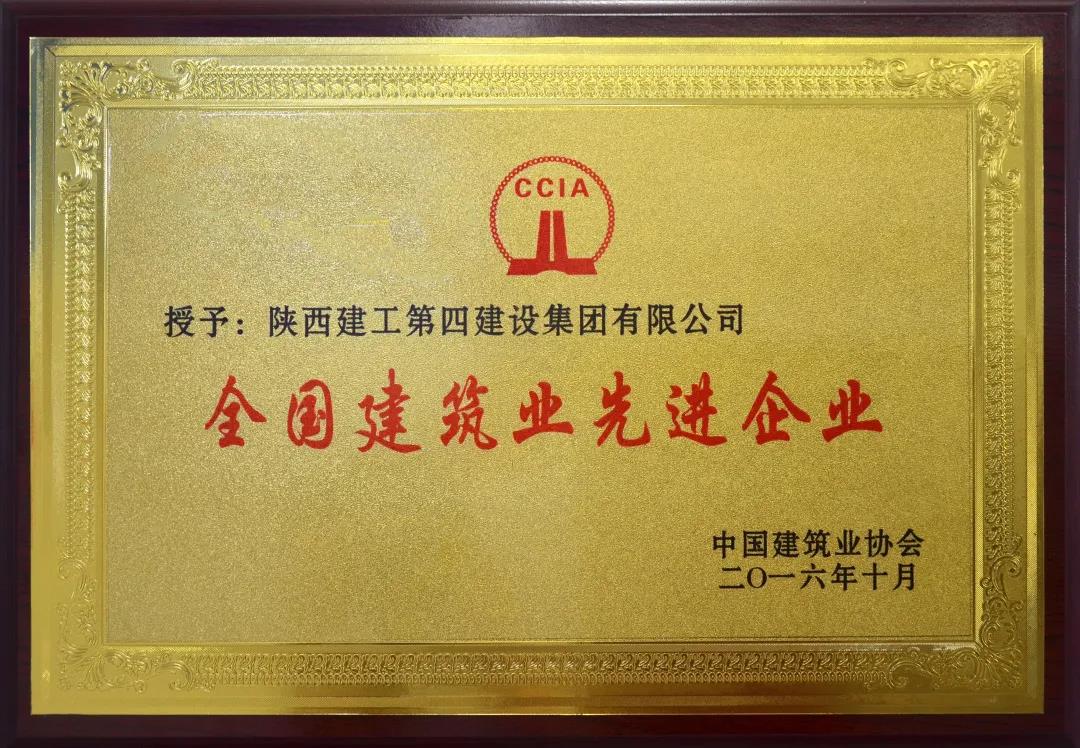 CCIA
授予：陕西建工第四建设集团有限公司
全国建筑业先进企业
中国建筑业协会
二〇一六年十月